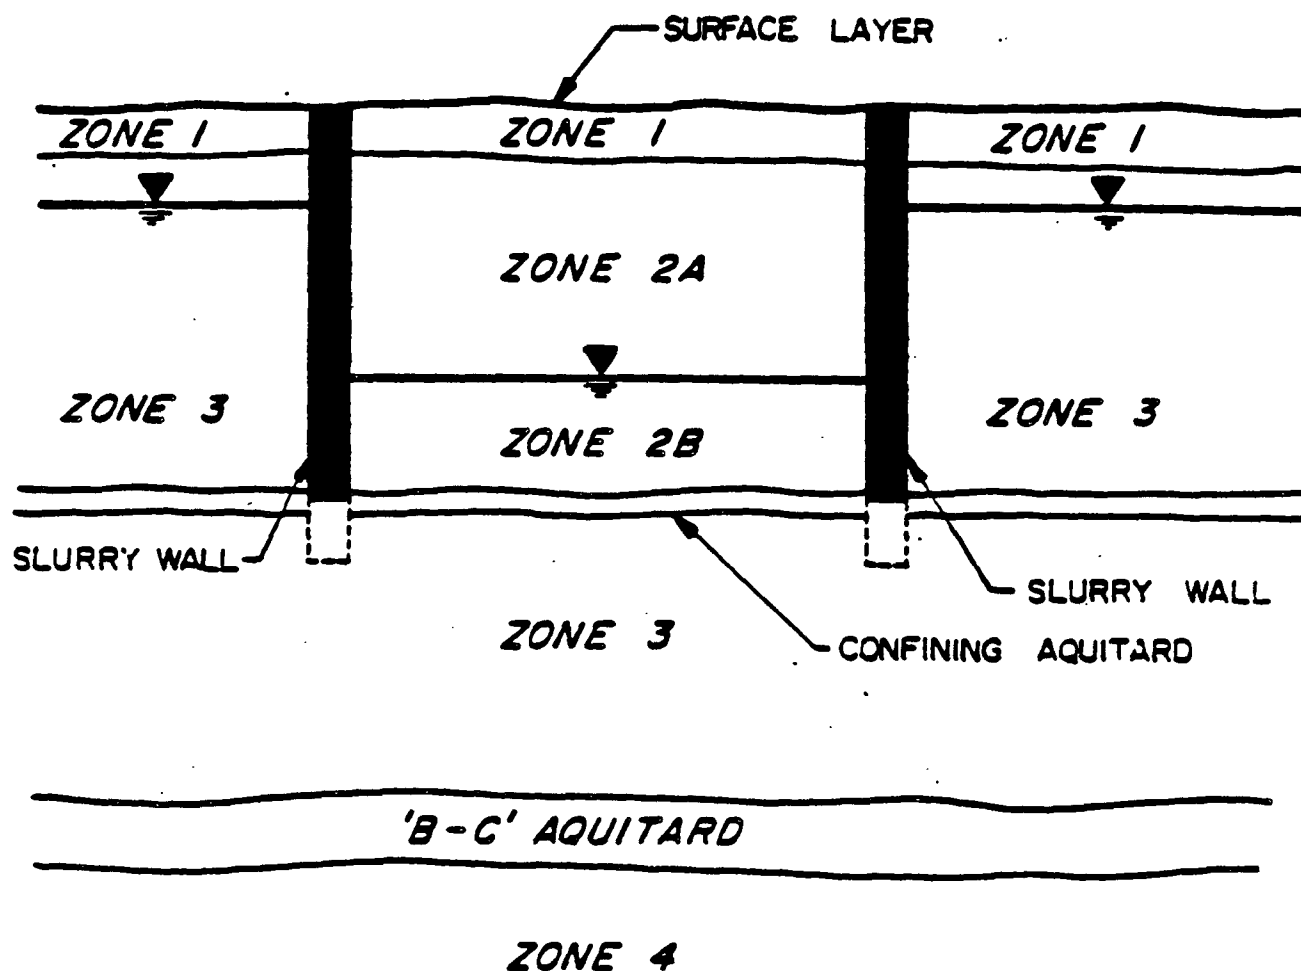 SURFACE LAYER
ZONE 1
ZONE 1
ZONE 1
ZONE 2A
ZONE 3
ZONE 3
ZONE 2B
SLURRY WALL
SLURRY WALL
ZONE 3
CONFINING AQUITARD
'B-C' AQUITARD
ZONE 4